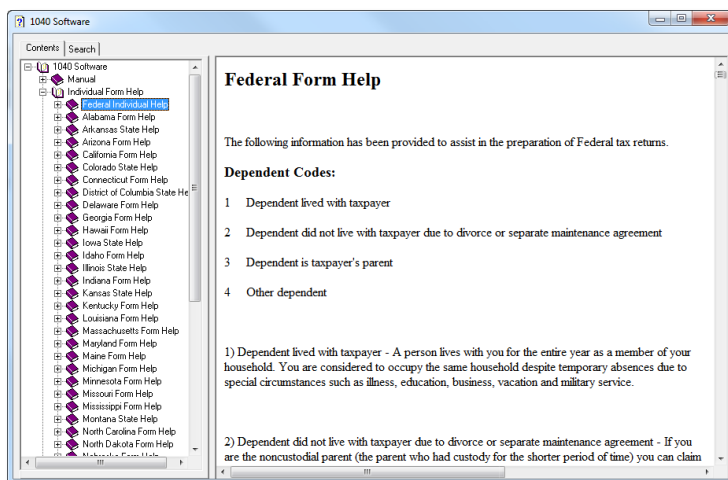 1040 Software
Contents
Search
1040 Software
Manual
Individual Form Help
Federal Individual Help
Alabama Form Help
Arkansas State Help
Arizona Form Help
California Form Help
Colorado State Help
Connecticut Form Help
District of Columbia State He
Delaware Form Help
Georgia Form Help
Hawaii Form Help
Iowa State Help
Idaho Form Help
Illinois State Help
Indiana Form Help
Kansas State Help
Kentucky Form Help
Louisiana Form Help
Massachusetts Form Help
Maryland Form Help
Maine Form Help
Michigan Form Help
Minnesota Form Help
Missouri Form Help
Mississippi Form Help
Montana State Help
North Carolina Form Help
North Dakota Form Help
Federal Form Help
The following information has been provided to assist in the preparation of Federal tax returns.
Dependent Codes:
1 Dependent lived with taxpayer
2 Dependent did not live with taxpayer due to divorce or separate maintenance agreement
3 Dependent is taxpayer's parent
4 Other dependent
1) Dependent lived with taxpayer - A person lives with you for the entire year as a member of your
household. You are considered to occupy the same household despite temporary absences due to
special circumstances such as illness, education, business, vacation and military service.
2) Dependent did not live with taxpayer due to divorce or separate maintenance agreement - If you
are the noncustodial parent (the parent who had custody for the shorter period of time) you can claim